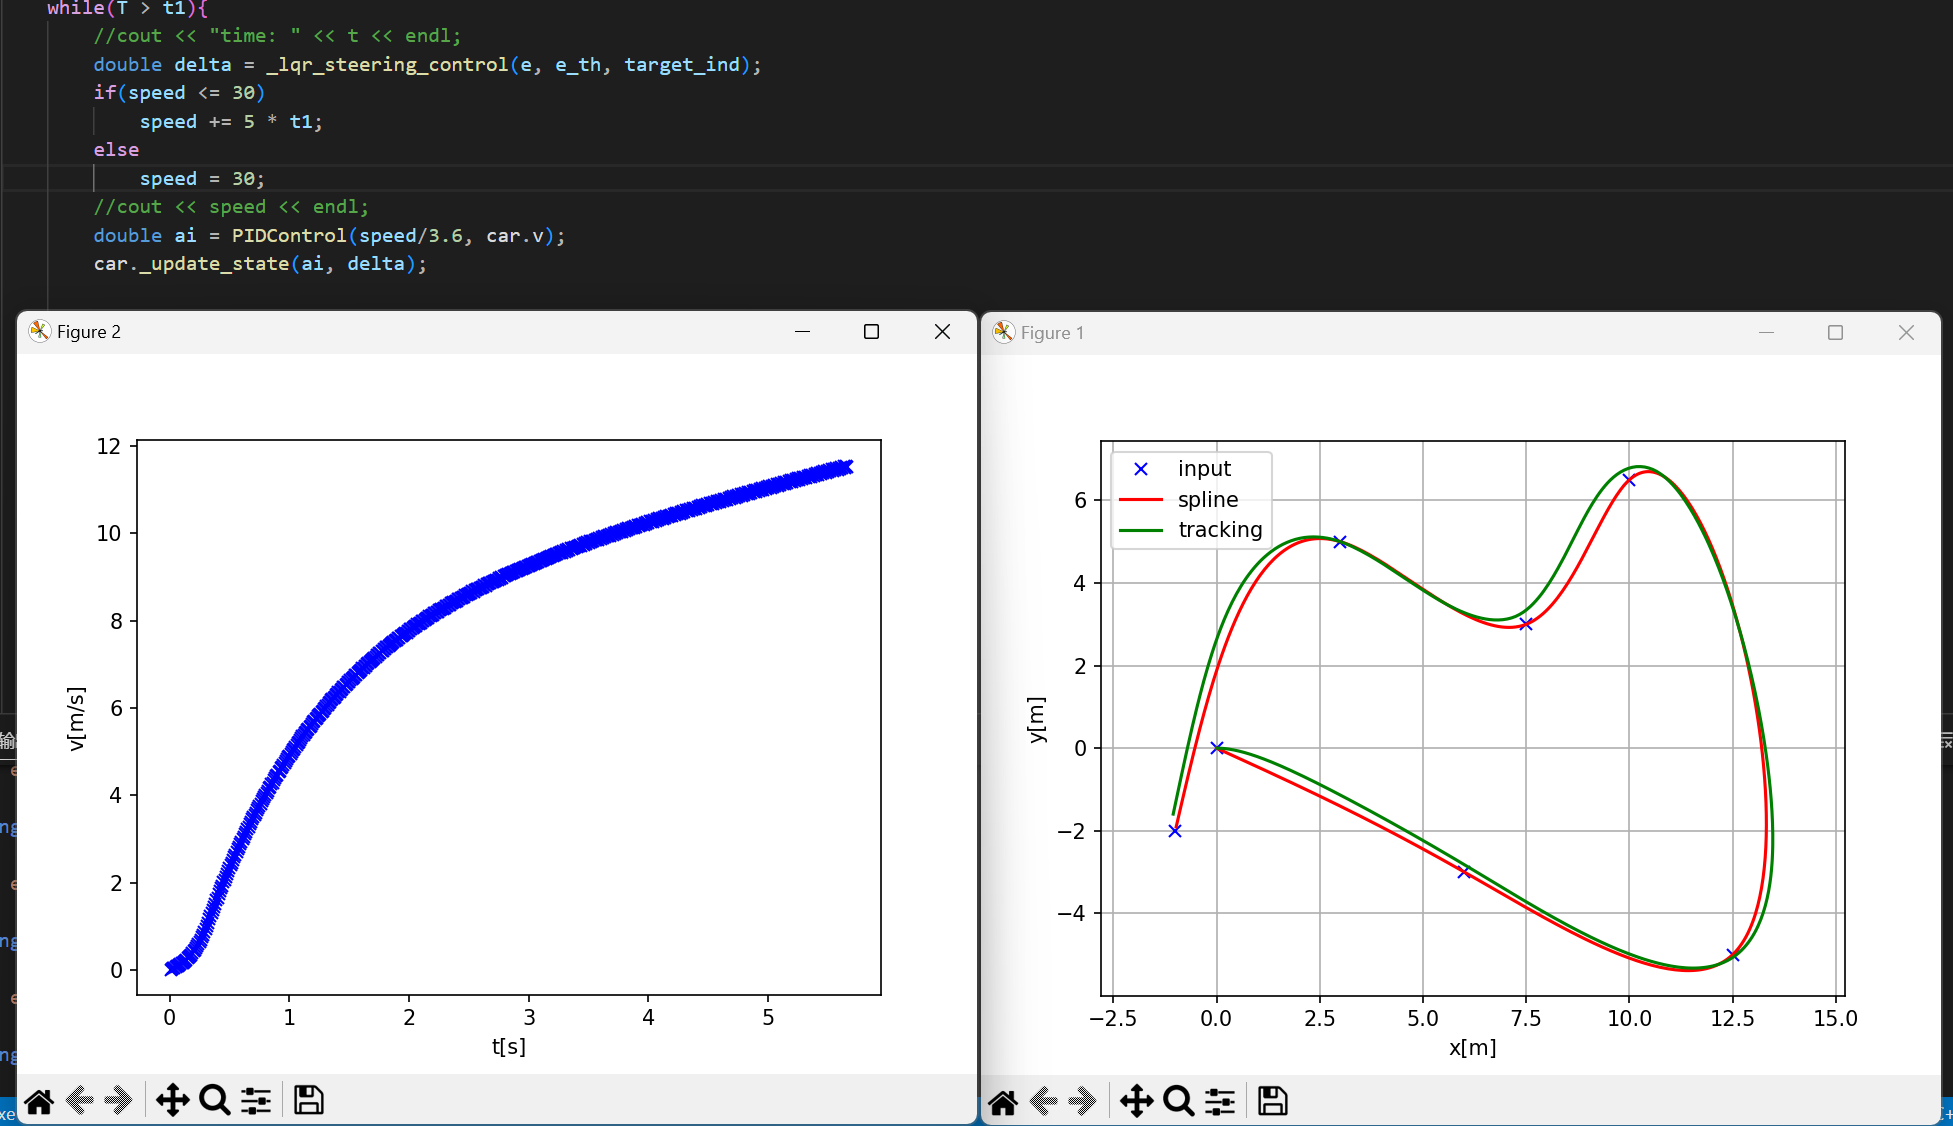 while(T > t1){
//cout << "time: " << t << endl;
double delta = _lqr_steering_control(e, e_th, target_ind);
if(speed <= 30)
speed += 5 * t1;
else
speed = 30;
//cout << speed << endl;
double ai = PIDControl(speed/3.6, car.v);
car._update_state(ai, delta);
Figure 2
12
10
8
6
4
2
0
v[m/s]
0 1 2 3 4 5
t[s]
Figure 1
input
spline
tracking
6
4
2
0
−2
−4
y[m]
−2.5 0.0 2.5 5.0 7.5 10.0 12.5 15.0
x[m]